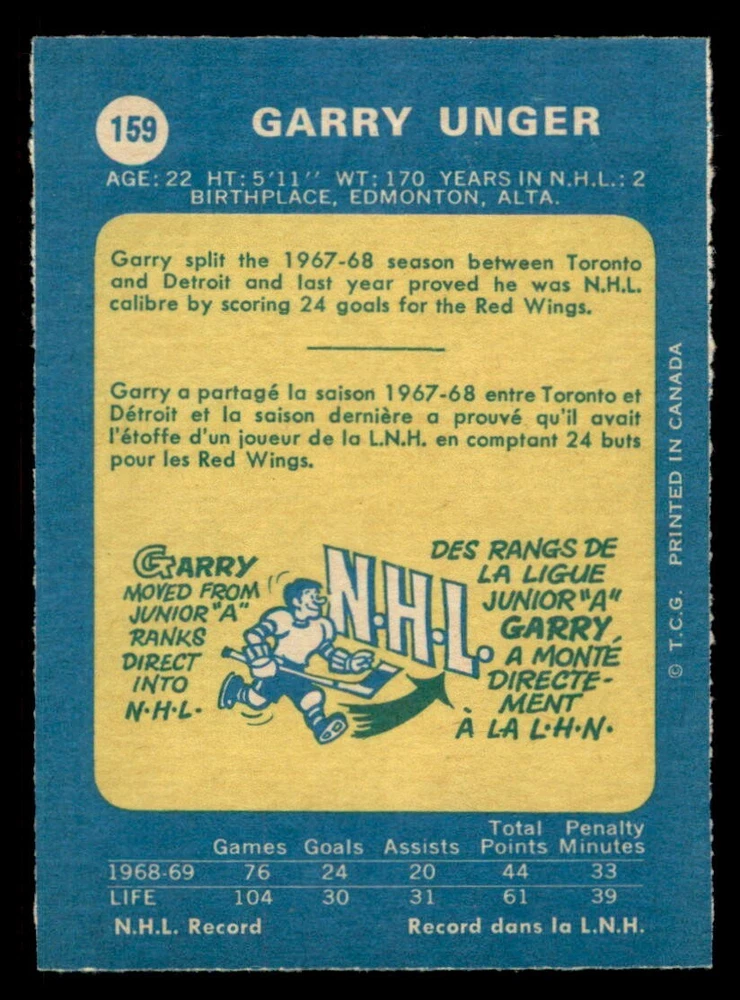 159
GARRY UNGER
AGE: 22 HT: 5'11'' WT: 170 YEARS IN N.H.L.: 2
BIRTHPLACE, EDMONTON, ALTA.
Garry split the 1967-68 season between Toronto
and Detroit and last year proved he was N.H.L.
calibre by scoring 24 goals for the Red Wings.
Garry a partagé la saison 1967-68 entre Toronto et
Détroit et la saison dernière a prouvé qu'il avait
l'étoffe d'un joueur de la L.N.H. en comptant 24 buts
pour les Red Wings.
GARRY
MOVED FROM
JUNIOR "A"
RANKS
DIRECT
INTO
N·H·L·
N·H·L·
DES RANGS DE
LA LIGUE
JUNIOR "A"
GARRY
A MONTÉ
DIRECTE-
MENT
À LA L·H·N·
© T.C.G. PRINTED IN CANADA
Games Goals Assists Total Points Penalty Minutes
1968-69 76 24 20 44 33
LIFE 104 30 31 61 39
N.H.L. Record Record dans la L.N.H.